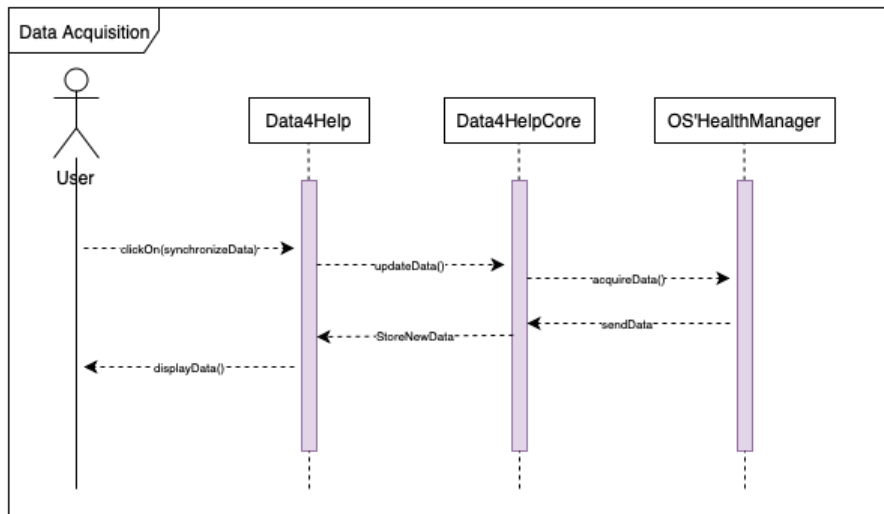 Data Acquisition
User
Data4Help
Data4HelpCore
OS'HealthManager
clickOn(synchronizeData)
updateData()
acquireData()
sendData
StoreNewData
displayData()